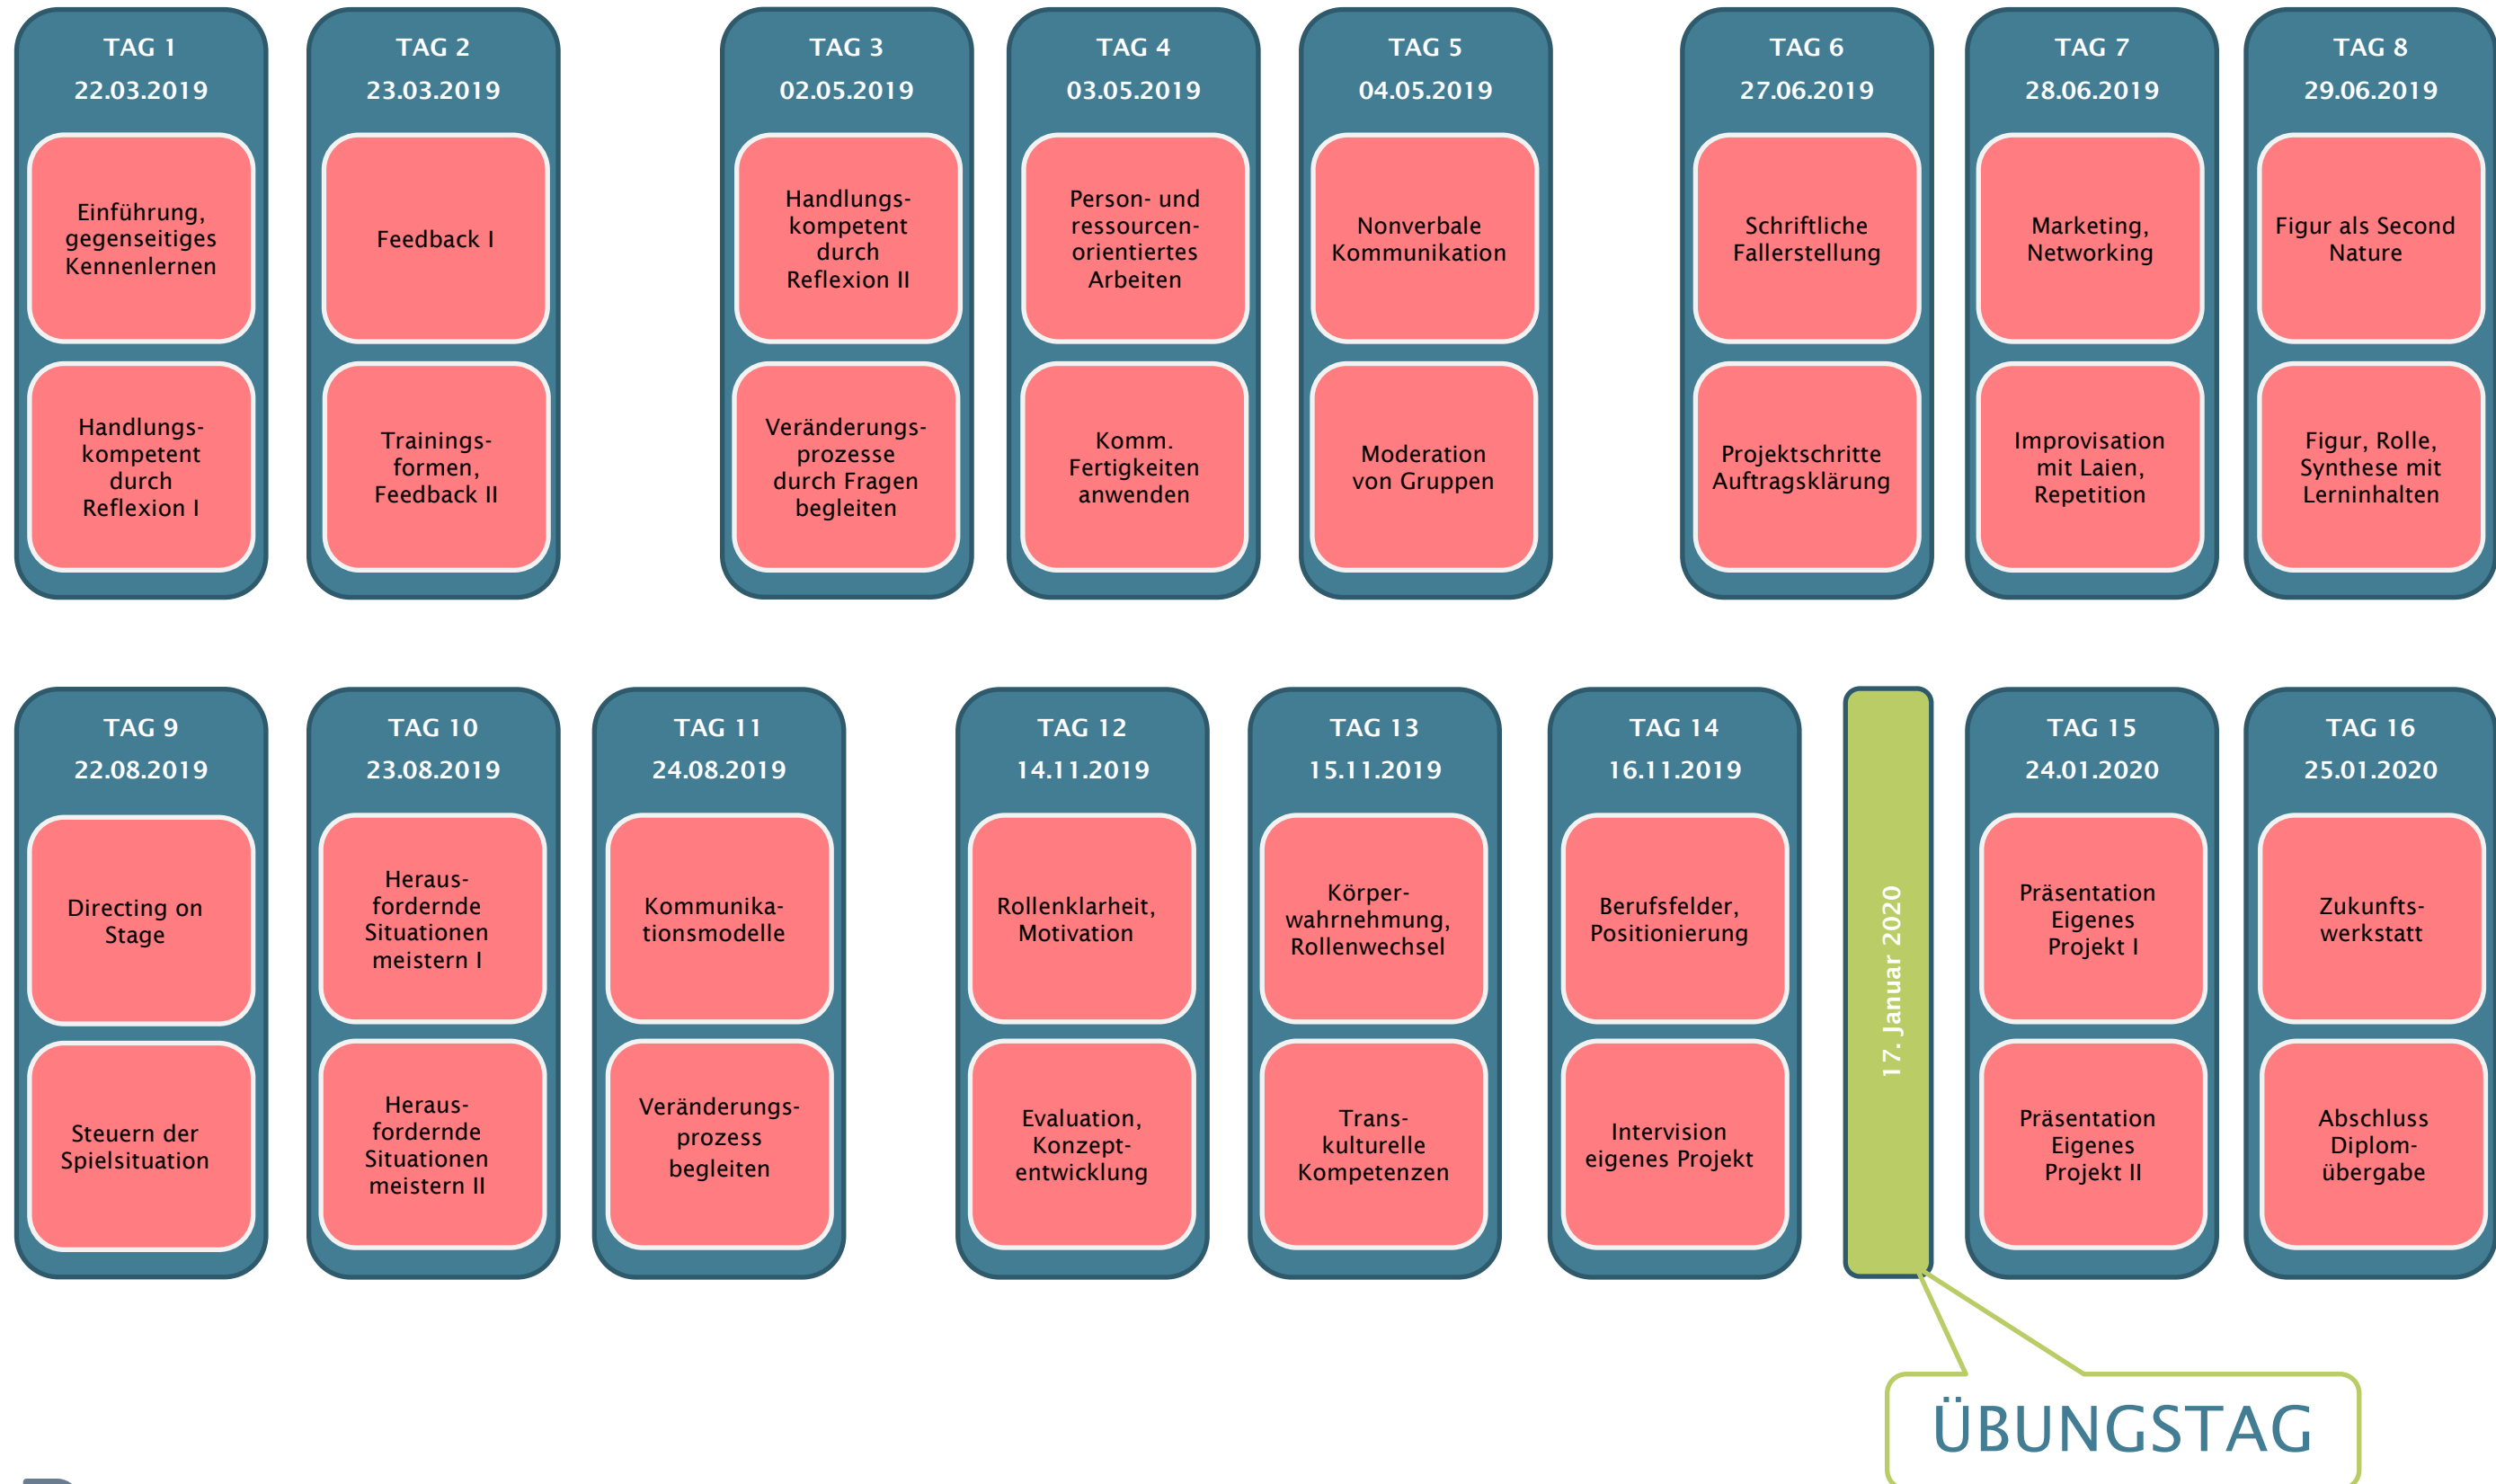 TAG 1
22.03.2019
Einführung,
gegenseitiges
Kennenlernen
Handlungs-
kompetent
durch
Reflexion I
TAG 2
23.03.2019
Feedback I
Trainings-
formen,
Feedback II
TAG 3
02.05.2019
Handlungs-
kompetent
durch
Reflexion II
Veränderungs-
prozesse
durch Fragen
begleiten
TAG 4
03.05.2019
Person- und
ressourcen-
orientiertes
Arbeiten
Komm.
Fertigkeiten
anwenden
TAG 5
04.05.2019
Nonverbale
Kommunikation
Moderation
von Gruppen
TAG 6
27.06.2019
Schriftliche
Fallerstellung
Projektschritte
Auftragsklärung
TAG 7
28.06.2019
Marketing,
Networking
Improvisation
mit Laien,
Repetition
TAG 8
29.06.2019
Figur als Second
Nature
Figur, Rolle,
Synthese mit
Lerninhalten
TAG 9
22.08.2019
Directing on
Stage
Steuern der
Spielsituation
TAG 10
23.08.2019
Heraus-
fordernde
Situationen
meistern I
Heraus-
fordernde
Situationen
meistern II
TAG 11
24.08.2019
Kommunika-
tionsmodelle
Veränderungs-
prozess
begleiten
TAG 12
14.11.2019
Rollenklarheit,
Motivation
Evaluation,
Konzept-
entwicklung
TAG 13
15.11.2019
Körper-
wahrnehmung,
Rollenwechsel
Trans-
kulturelle
Kompetenzen
TAG 14
16.11.2019
Berufsfelder,
Positionierung
Intervision
eigenes Projekt
17. Januar 2020
TAG 15
24.01.2020
Präsentation
Eigenes
Projekt I
Präsentation
Eigenes
Projekt II
TAG 16
25.01.2020
Zukunfts-
werkstatt
Abschluss
Diplom-
übergabe
ÜBUNGSTAG